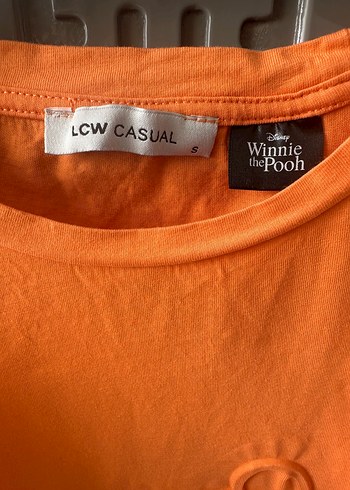 LCW CASUAL
S
Disney
Winnie
the Pooh